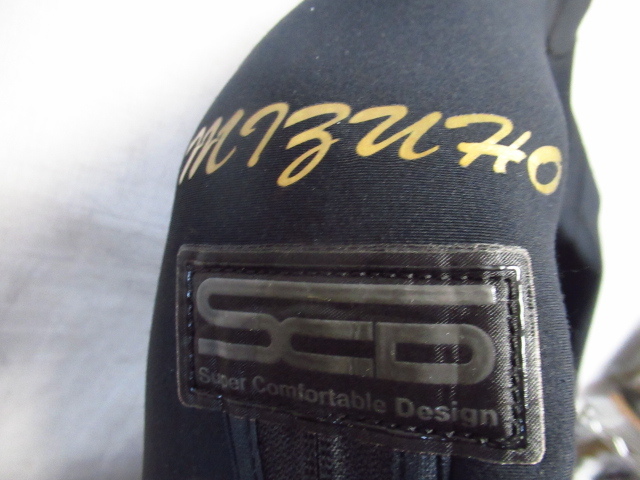 MIZUHO
SCD
Super Comfortable Design